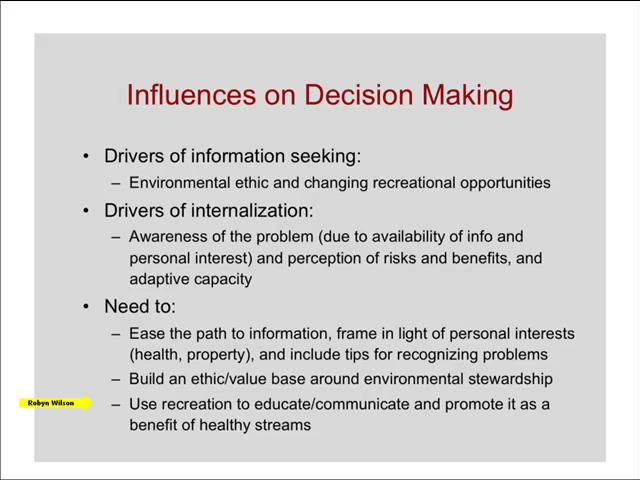 Influences on Decision Making
• Drivers of information seeking:
– Environmental ethic and changing recreational opportunities
• Drivers of internalization:
– Awareness of the problem (due to availability of info and
personal interest) and perception of risks and benefits, and
adaptive capacity
• Need to:
– Ease the path to information, frame in light of personal interests
(health, property), and include tips for recognizing problems
– Build an ethic/value base around environmental stewardship
Robyn Wilson
– Use recreation to educate/communicate and promote it as a
benefit of healthy streams